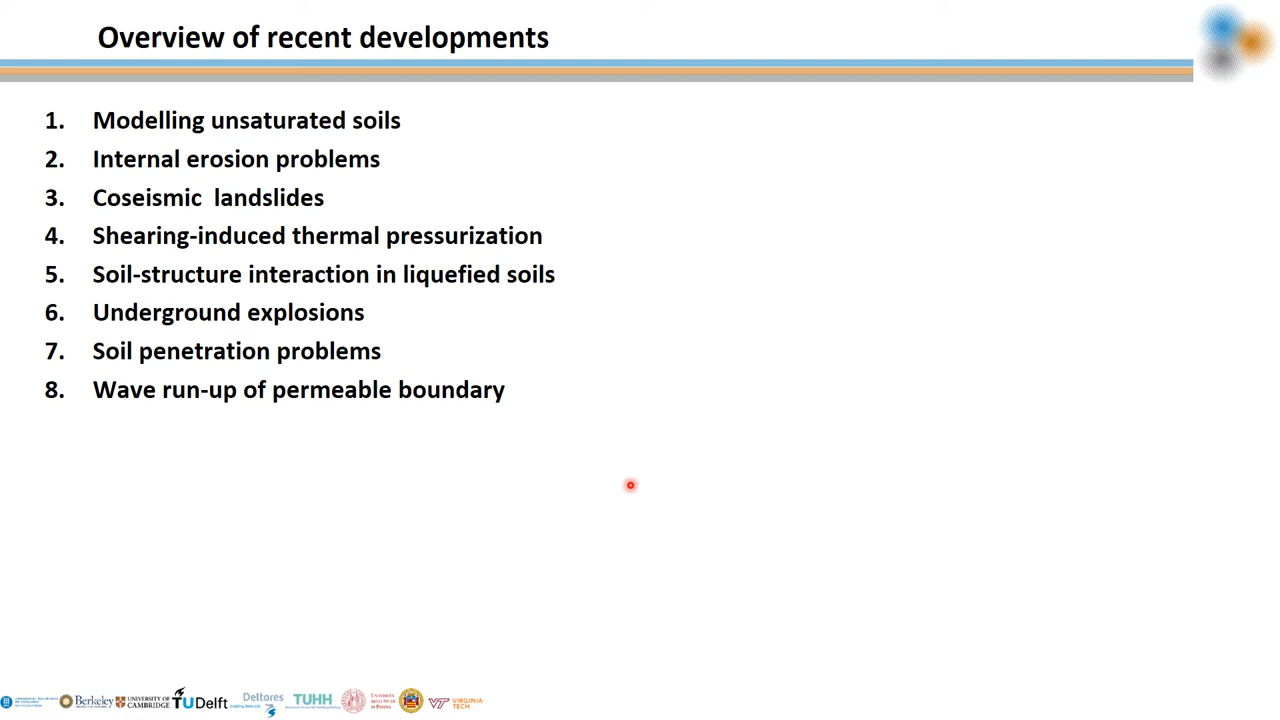 Overview of recent developments
1. Modelling unsaturated soils
2. Internal erosion problems
3. Coseismic landslides
4. Shearing-induced thermal pressurization
5. Soil-structure interaction in liquefied soils
6. Underground explosions
7. Soil penetration problems
8. Wave run-up of permeable boundary
Berkeley
UNIVERSITY OF CAMBRIDGE
TUDelft
Deltares
TUHH
VT VIRGINIA TECH